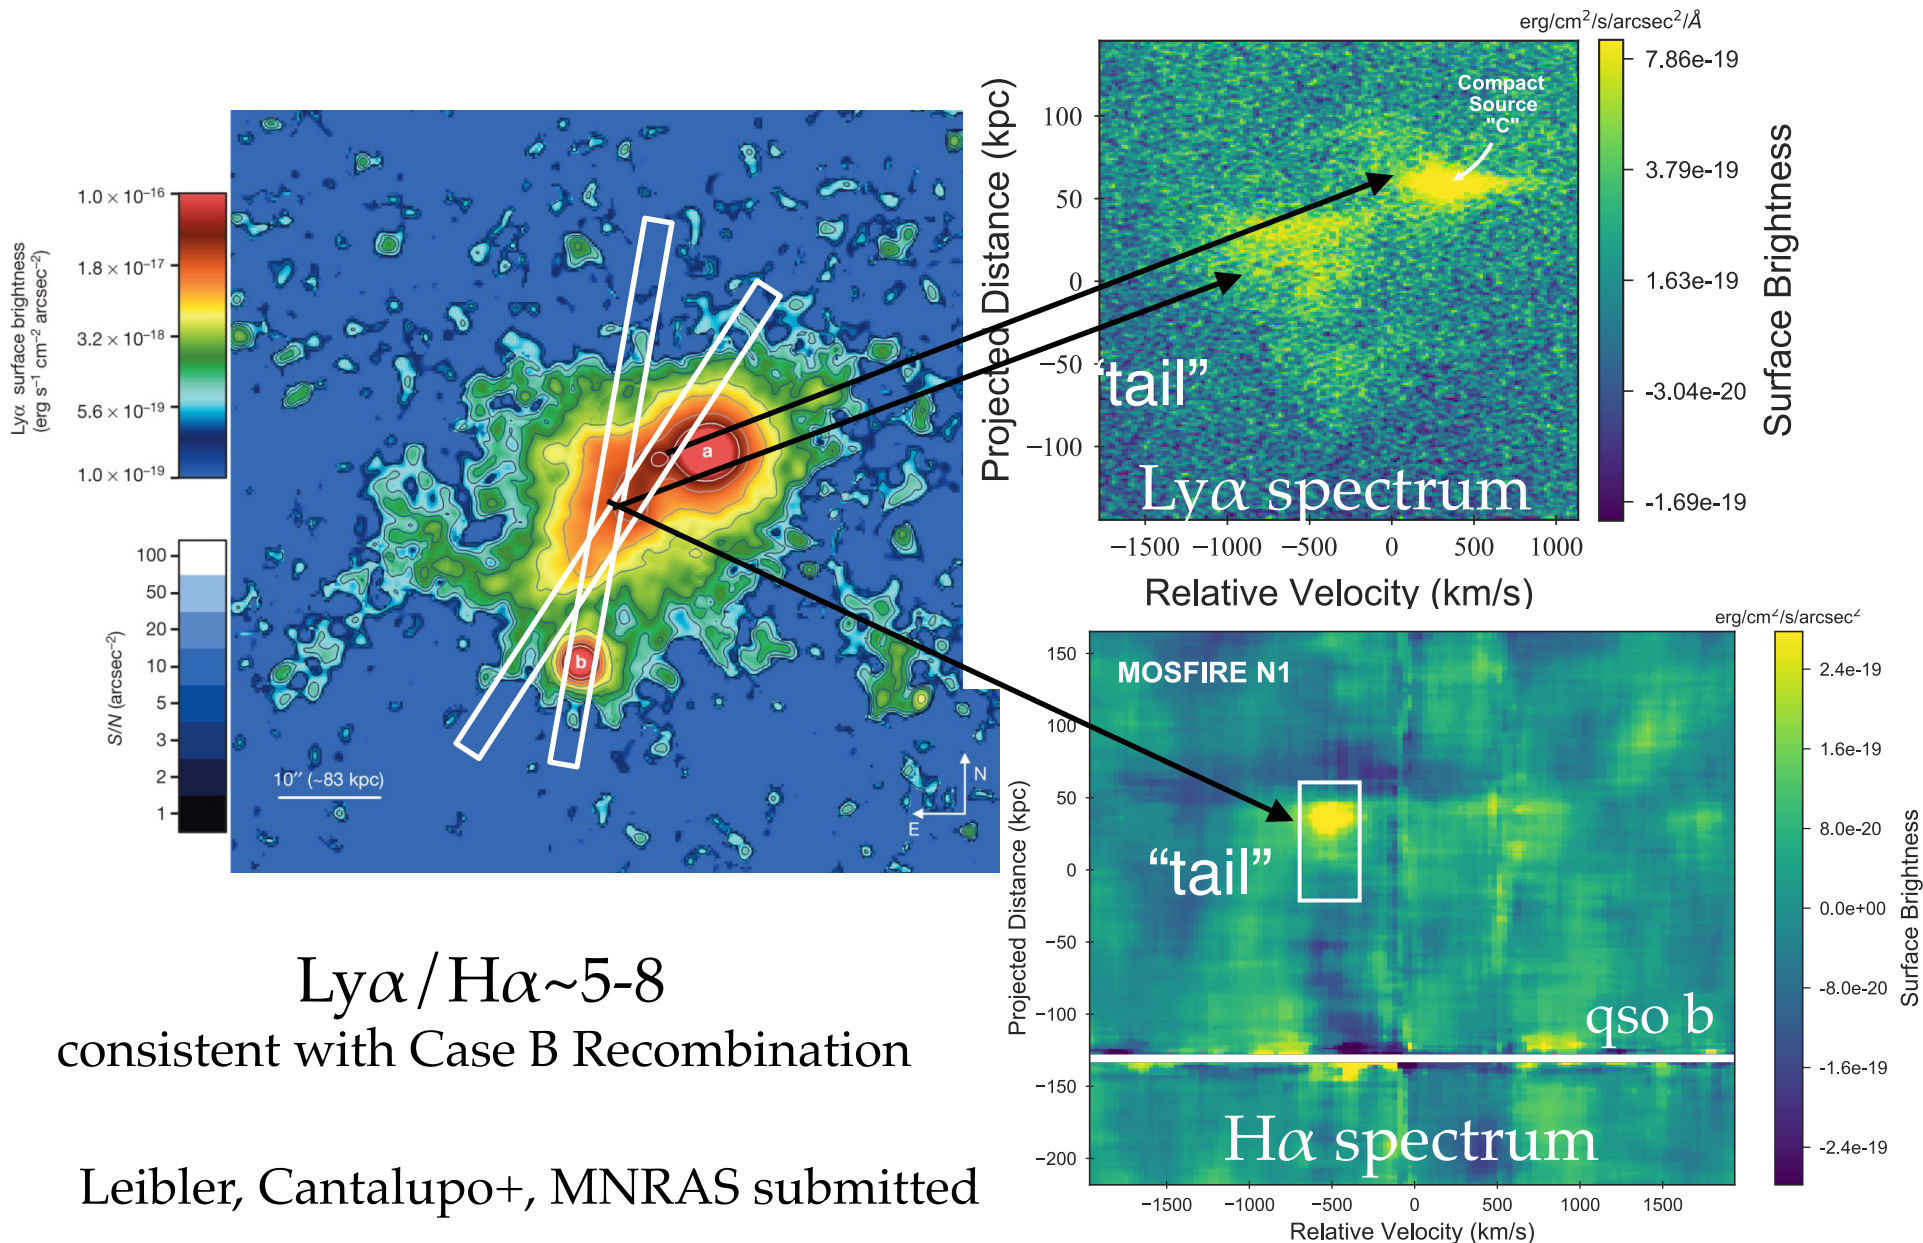 Lyα surface brightness
(erg s⁻¹ cm⁻² arcsec⁻²)
1.0 × 10⁻¹⁶
1.8 × 10⁻¹⁷
3.2 × 10⁻¹⁸
5.6 × 10⁻¹⁹
1.0 × 10⁻¹⁹
S/N (arcsec⁻²)
100
50
20
10
5
3
2
1
a
b
10″ (~83 kpc)
N
E
erg/cm²/s/arcsec²/Å
7.86e-19
3.79e-19
1.63e-19
-3.04e-20
-1.69e-19
Surface Brightness
Projected Distance (kpc)
100
50
0
−50
−100
Compact
Source
"C"
“tail”
Lyα spectrum
−1500
−1000
−500
0
500
1000
Relative Velocity (km/s)
erg/cm²/s/arcsec²
2.4e-19
1.6e-19
8.0e-20
0.0e+00
-8.0e-20
-1.6e-19
-2.4e-19
Surface Brightness
Projected Distance (kpc)
150
100
50
0
−50
−100
−150
−200
MOSFIRE N1
“tail”
qso b
Hα spectrum
−1500
−1000
−500
0
500
1000
1500
Relative Velocity (km/s)
Lyα/Hα~5-8
consistent with Case B Recombination
Leibler, Cantalupo+, MNRAS submitted